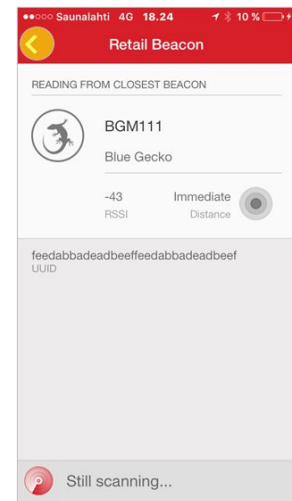 Saunalahti 4G 18.24 10 %
Retail Beacon
READING FROM CLOSEST BEACON
BGM111
Blue Gecko
-43 Immediate
RSSI Distance
feedabbadeadbeeffeedabbadeadbeef
UUID
Still scanning...